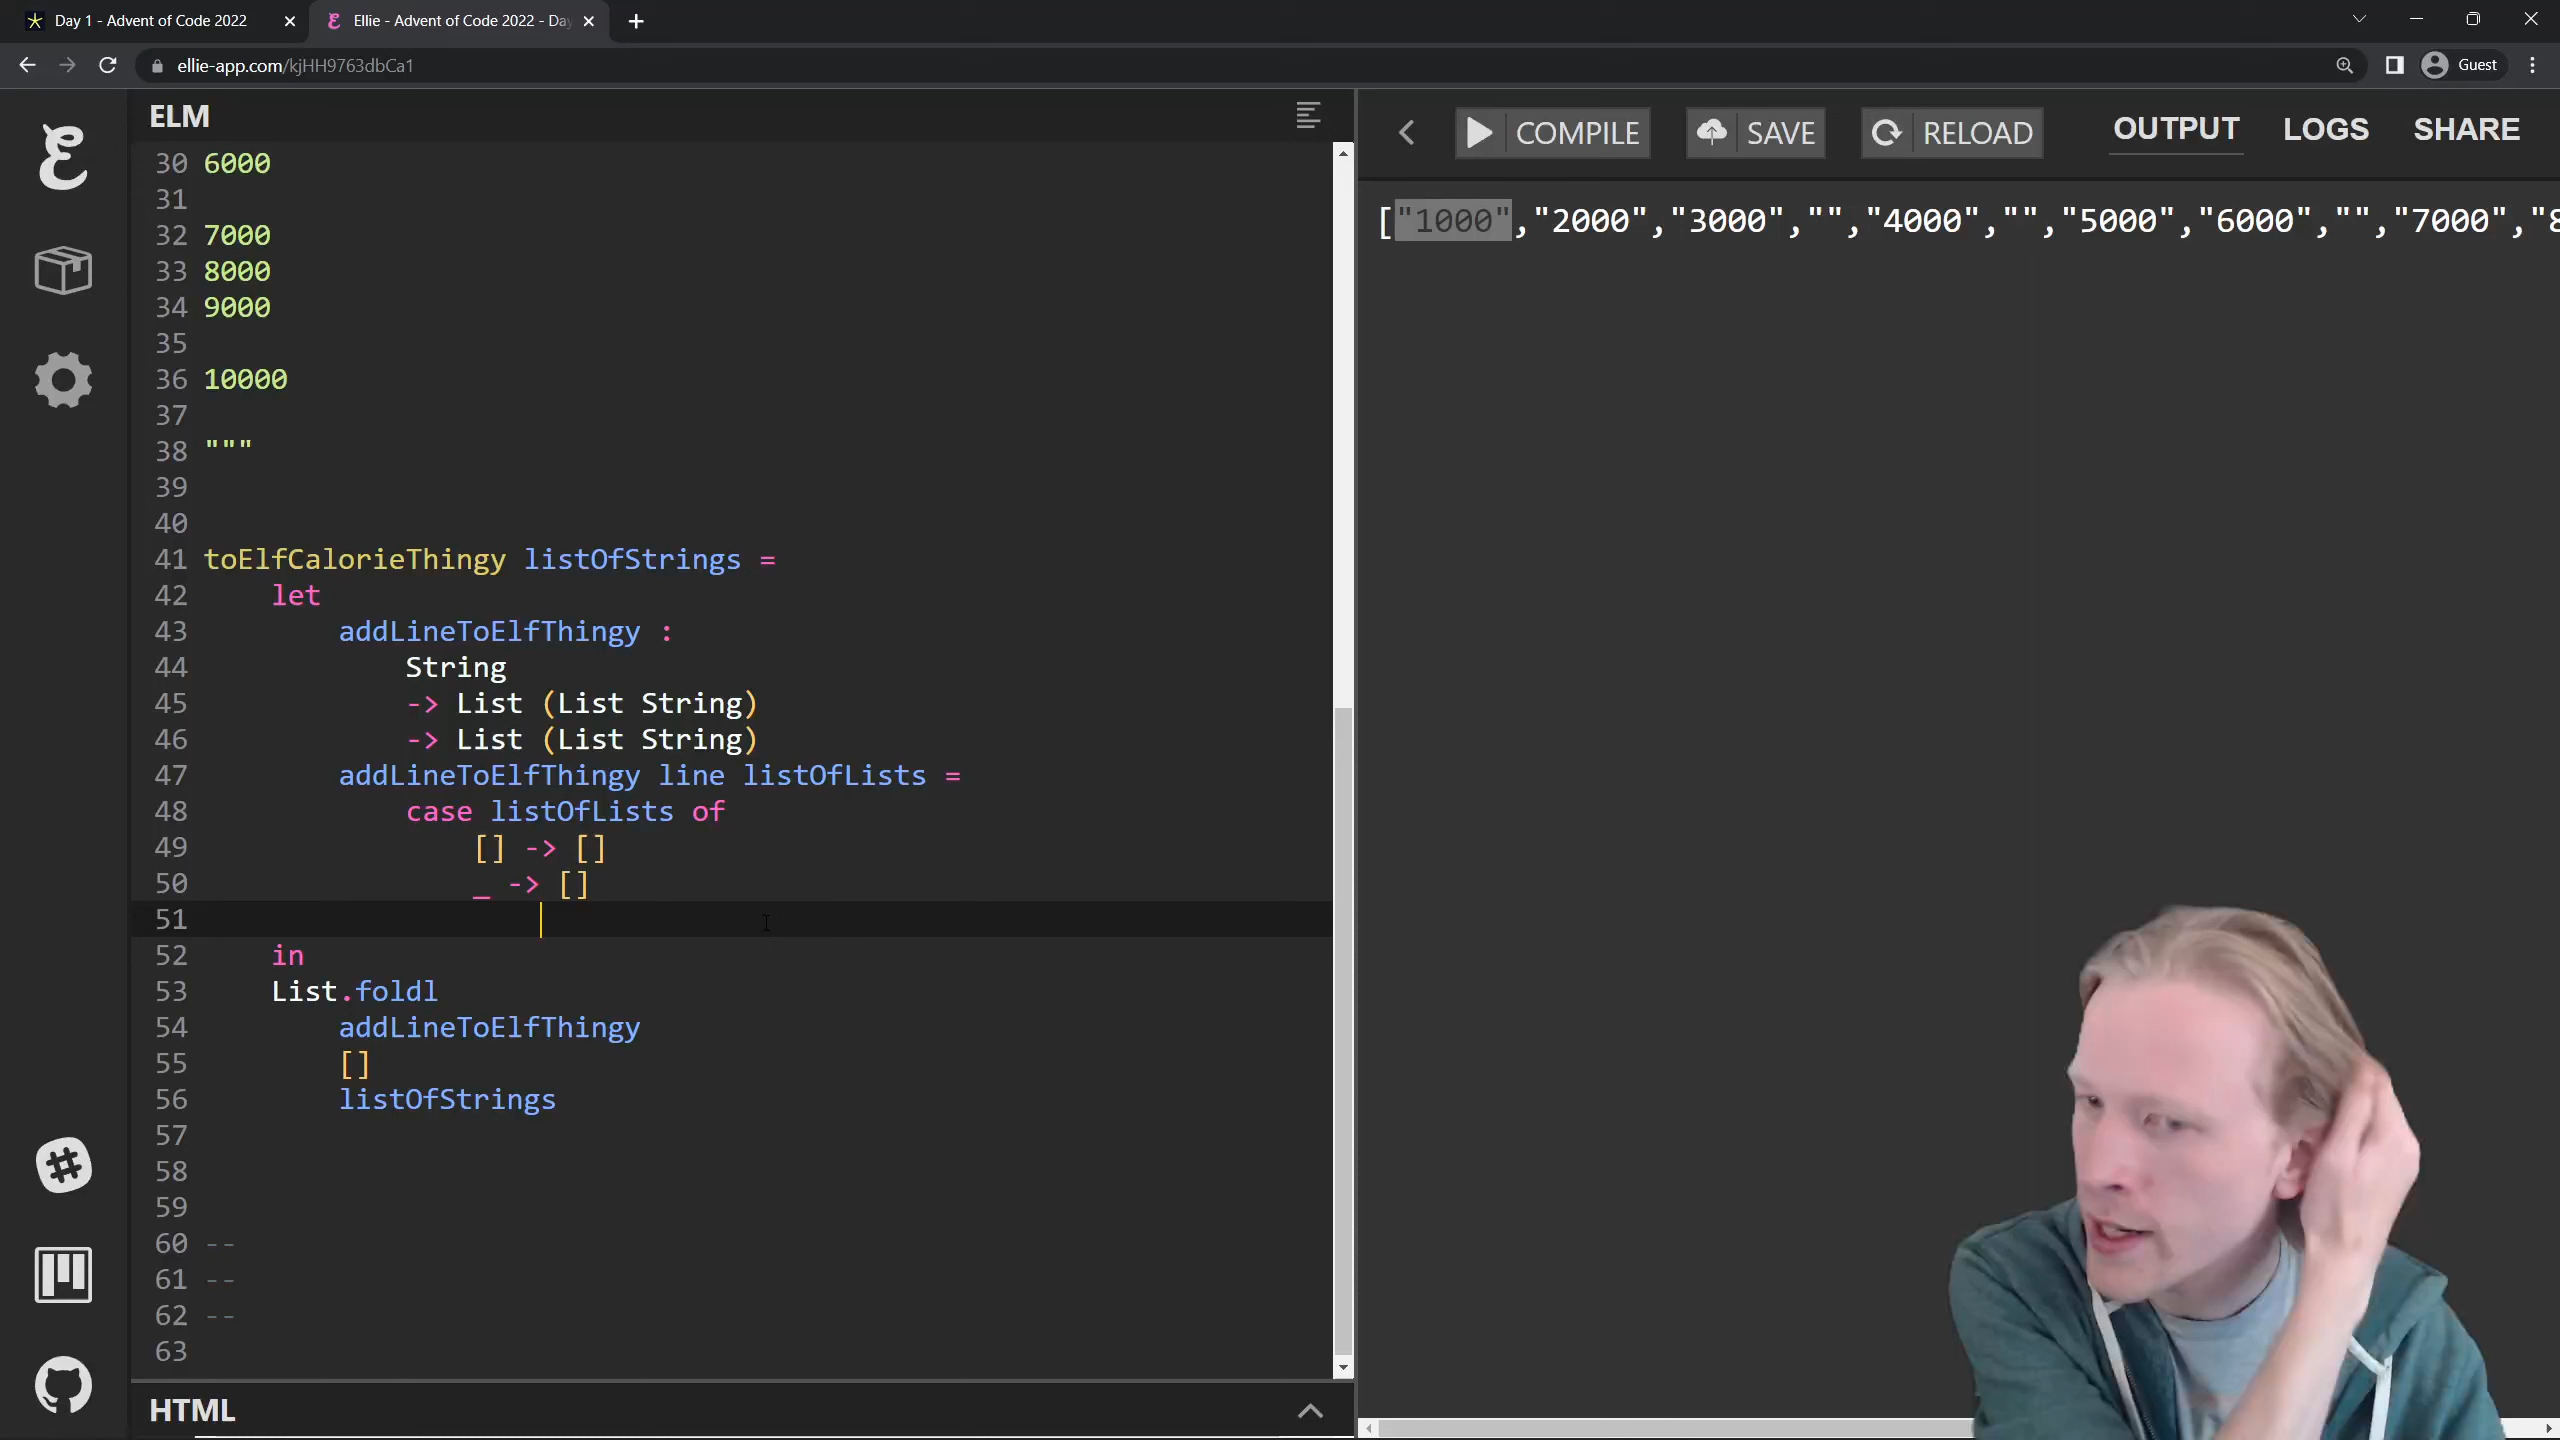 Day 1 - Advent of Code 2022
Ellie - Advent of Code 2022 - Da
ellie-app.com/kjHH9763dbCa1
Guest
ELM
COMPILE
SAVE
RELOAD
OUTPUT
LOGS
SHARE
["1000","2000","3000","","4000","","5000","6000","","7000","8
30 6000
31
32 7000
33 8000
34 9000
35
36 10000
37
38 """
39
40
41 toElfCalorieThingy listOfStrings =
42     let
43         addLineToElfThingy :
44             String
45             -> List (List String)
46             -> List (List String)
47         addLineToElfThingy line listOfLists =
48             case listOfLists of
49                 [] -> []
50                 _ -> []
51
52     in
53     List.foldl
54         addLineToElfThingy
55         []
56         listOfStrings
57
58
59
60 --
61 --
62 --
63
HTML